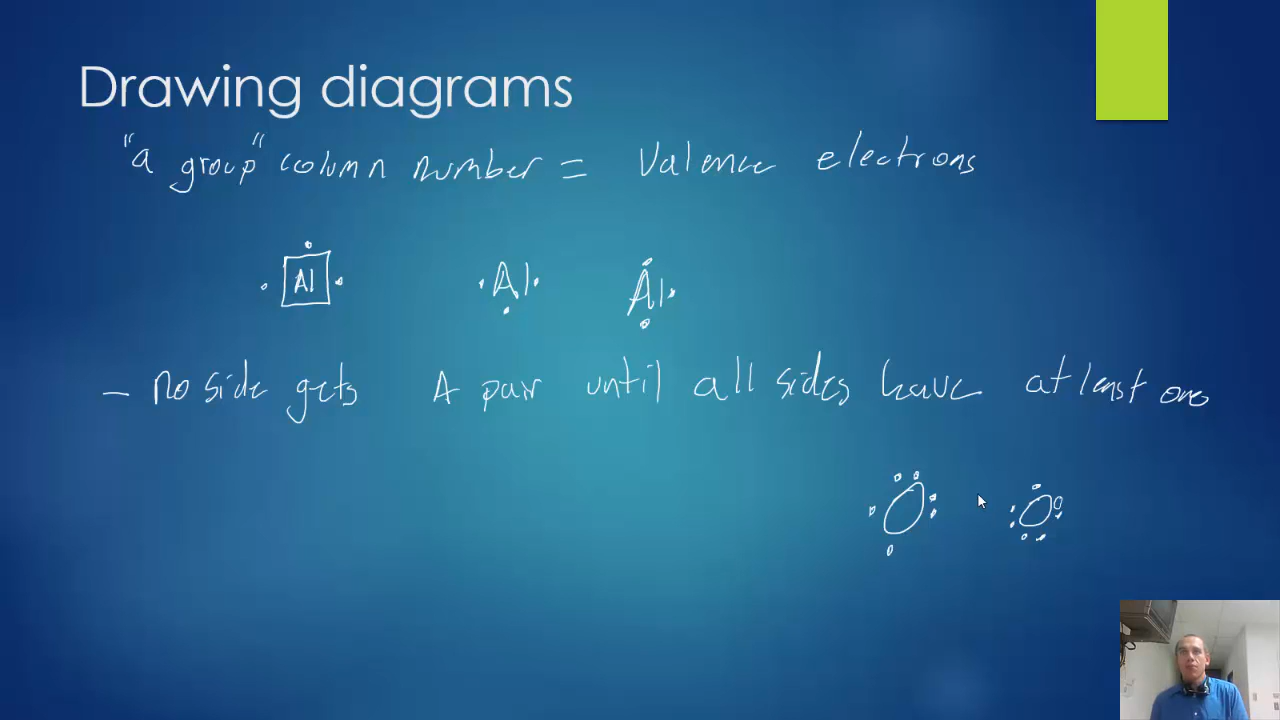 Drawing diagrams
"a group" column number = Valence electrons
Al Al Al
- no side gets A pair until all sides have at least one
O O